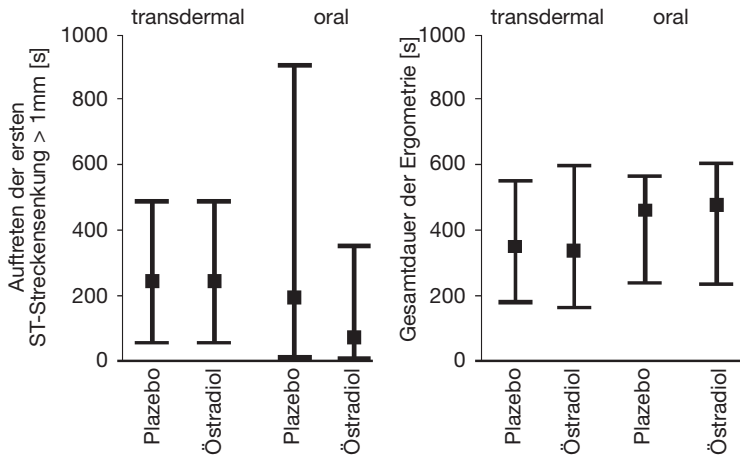 transdermal oral
1000
800
600
400
200
0
Auftreten der ersten
ST-Streckensenkung > 1mm [s]
Plazebo
Östradiol
Plazebo
Östradiol
transdermal oral
1000
800
600
400
200
0
Gesamtdauer der Ergometrie [s]
Plazebo
Östradiol
Plazebo
Östradiol